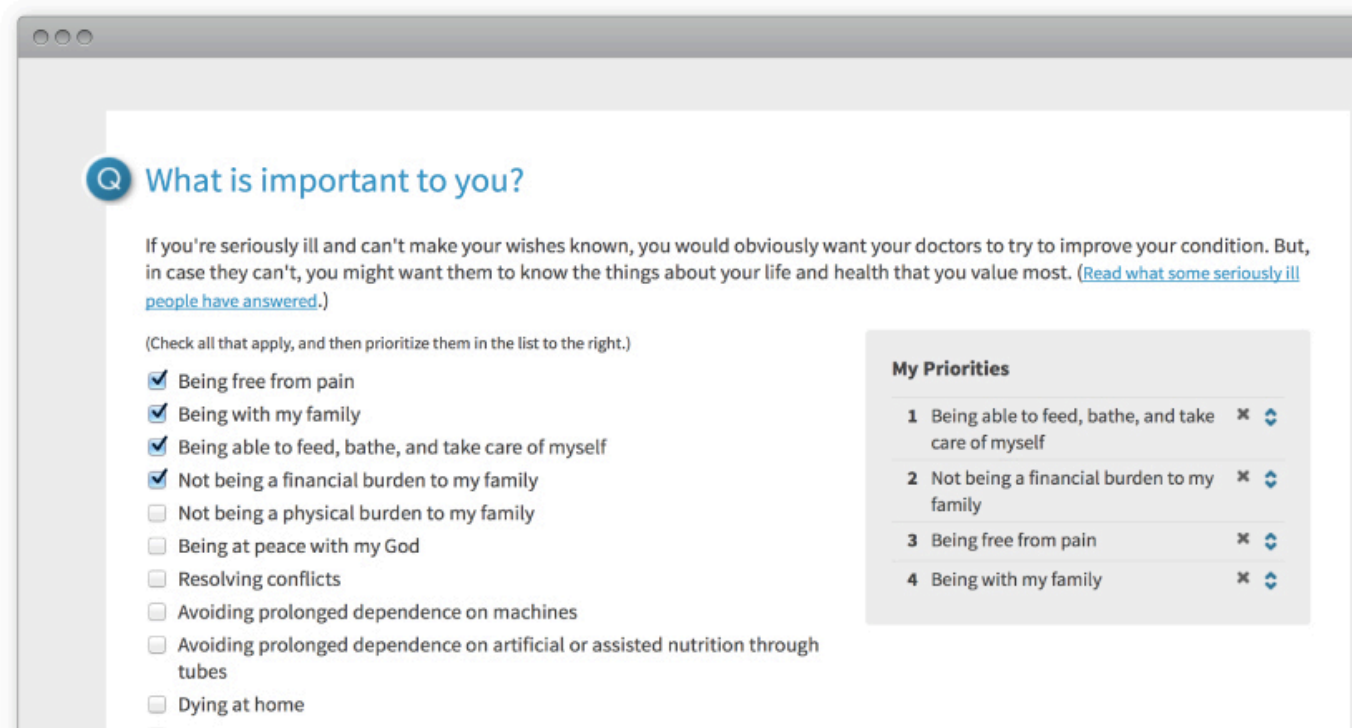 Q What is important to you?
If you're seriously ill and can't make your wishes known, you would obviously want your doctors to try to improve your condition. But,
in case they can't, you might want them to know the things about your life and health that you value most. (Read what some seriously ill
people have answered.)
(Check all that apply, and then prioritize them in the list to the right.)
Being free from pain
Being with my family
Being able to feed, bathe, and take care of myself
Not being a financial burden to my family
Not being a physical burden to my family
Being at peace with my God
Resolving conflicts
Avoiding prolonged dependence on machines
Avoiding prolonged dependence on artificial or assisted nutrition through
tubes
Dying at home
My Priorities
1 Being able to feed, bathe, and take
care of myself
2 Not being a financial burden to my
family
3 Being free from pain
4 Being with my family